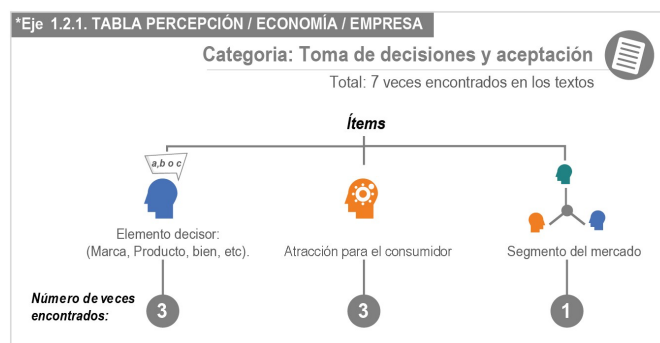 *Eje 1.2.1. TABLA PERCEPCIÓN / ECONOMÍA / EMPRESA
Categoria: Toma de decisiones y aceptación
Total: 7 veces encontrados en los textos
Ítems
a,b o c
Elemento decisor:
(Marca, Producto, bien, etc).
Atracción para el consumidor
Segmento del mercado
Número de veces
encontrados:
3
3
1